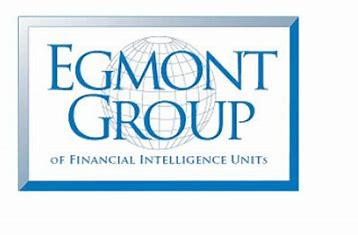 EGMONT
GROUP
OF FINANCIAL INTELLIGENCE UNITS